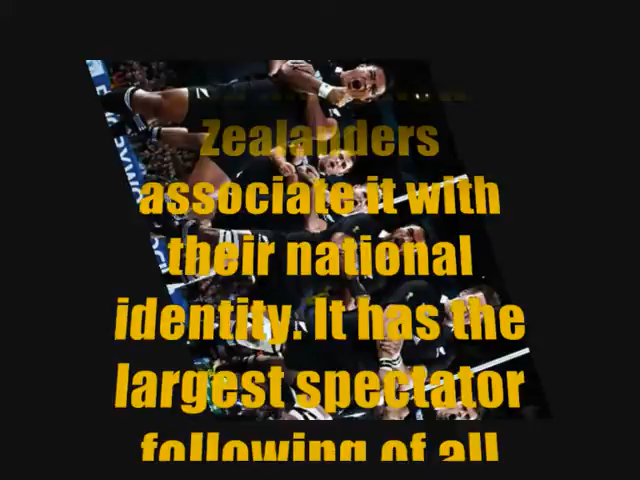 Zealanders
associate it with
their national
identity. It has the
largest spectator
following of all